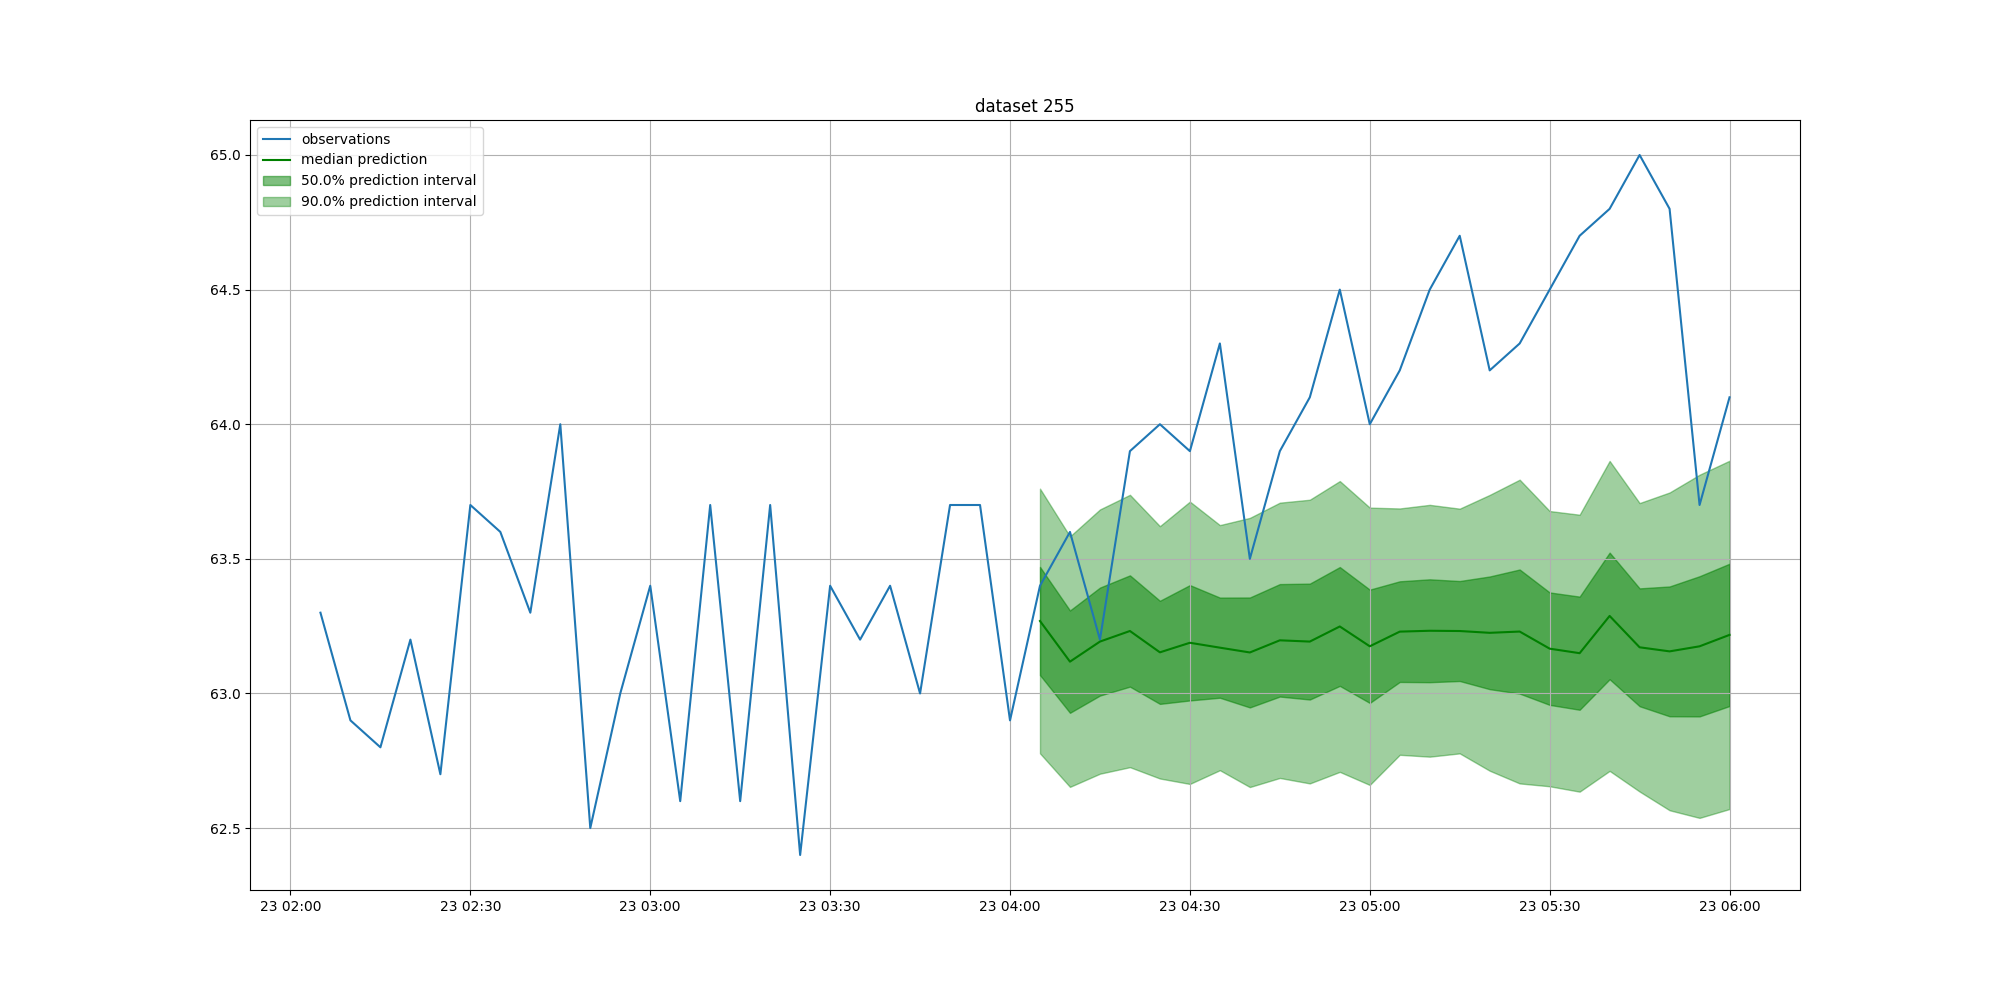 dataset 255
observations
median prediction
50.0% prediction interval
90.0% prediction interval
65.0
64.5
64.0
63.5
63.0
62.5
23 02:00 23 02:30 23 03:00 23 03:30 23 04:00 23 04:30 23 05:00 23 05:30 23 06:00